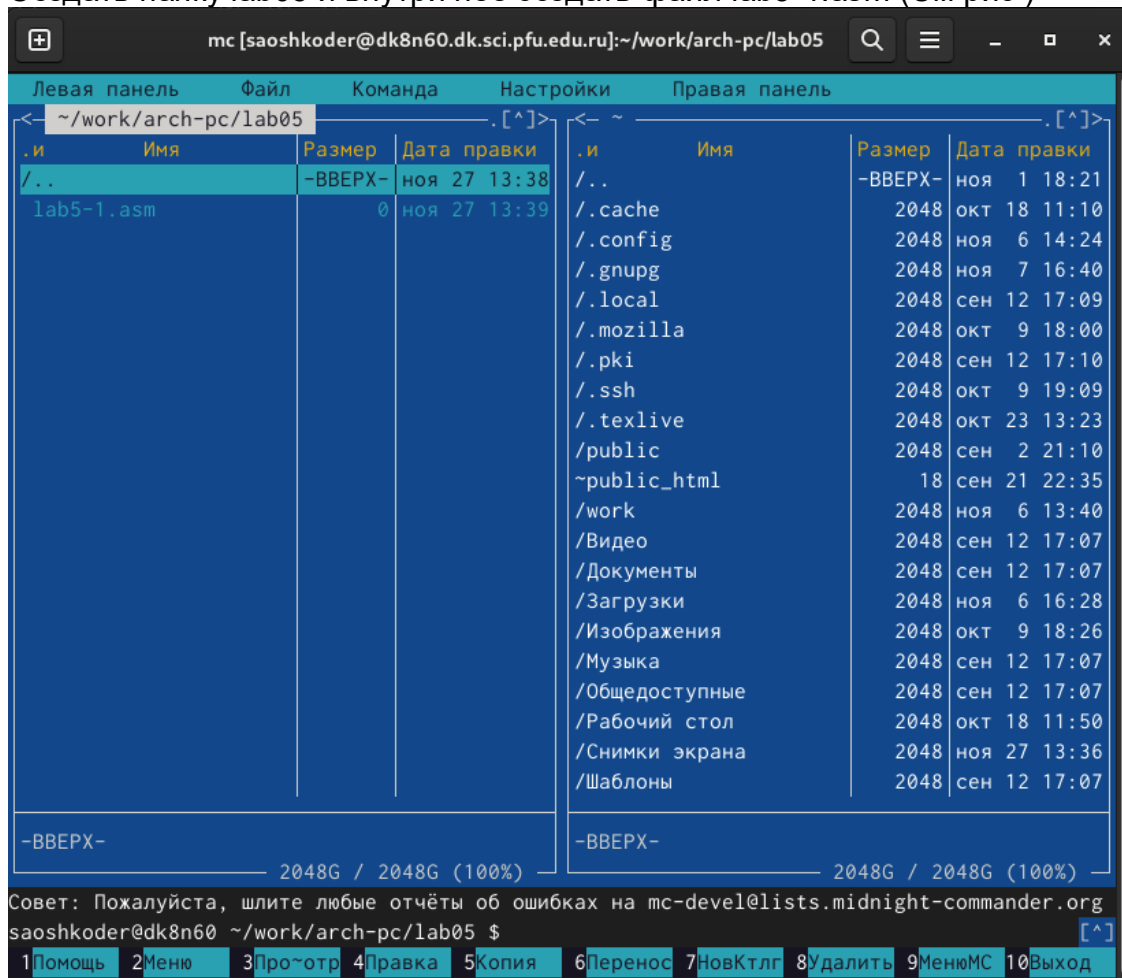 mc [saoshkoder@dk8n60.dk.sci.pfu.edu.ru]:~/work/arch-pc/lab05
Левая панель Файл Команда Настройки Правая панель
<- ~/work/arch-pc/lab05 .[^]> <- ~ .[^]>
.и Имя Размер Дата правки .и Имя Размер Дата правки
/.. -ВВЕРХ- ноя 27 13:38 /.. -ВВЕРХ- ноя 1 18:21
lab5-1.asm 0 ноя 27 13:39 /.cache 2048 окт 18 11:10
/.config 2048 ноя 6 14:24
/.gnupg 2048 ноя 7 16:40
/.local 2048 сен 12 17:09
/.mozilla 2048 окт 9 18:00
/.pki 2048 сен 12 17:10
/.ssh 2048 окт 9 19:09
/.texlive 2048 окт 23 13:23
/public 2048 сен 2 21:10
~public_html 18 сен 21 22:35
/work 2048 ноя 6 13:40
/Видео 2048 сен 12 17:07
/Документы 2048 сен 12 17:07
/Загрузки 2048 ноя 6 16:28
/Изображения 2048 окт 9 18:26
/Музыка 2048 сен 12 17:07
/Общедоступные 2048 сен 12 17:07
/Рабочий стол 2048 окт 18 11:50
/Снимки экрана 2048 ноя 27 13:36
/Шаблоны 2048 сен 12 17:07
-ВВЕРХ- -ВВЕРХ-
2048G / 2048G (100%) 2048G / 2048G (100%)
Совет: Пожалуйста, шлите любые отчёты об ошибках на mc-devel@lists.midnight-commander.org
saoshkoder@dk8n60 ~/work/arch-pc/lab05 $ [^]
1Помощь 2Меню 3Про~отр 4Правка 5Копия 6Перенос 7НовКтлг 8Удалить 9МенюМС 10Выход